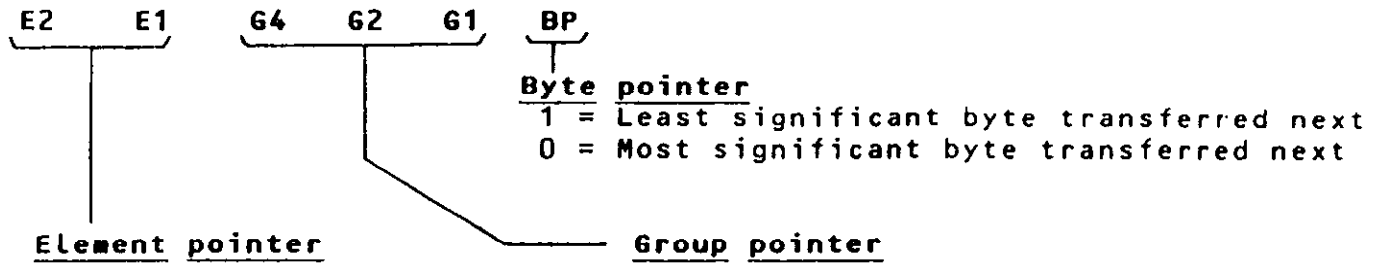 E2 E1 G4 G2 G1 BP
Byte pointer
1 = Least significant byte transferred next
0 = Most significant byte transferred next
Element pointer Group pointer